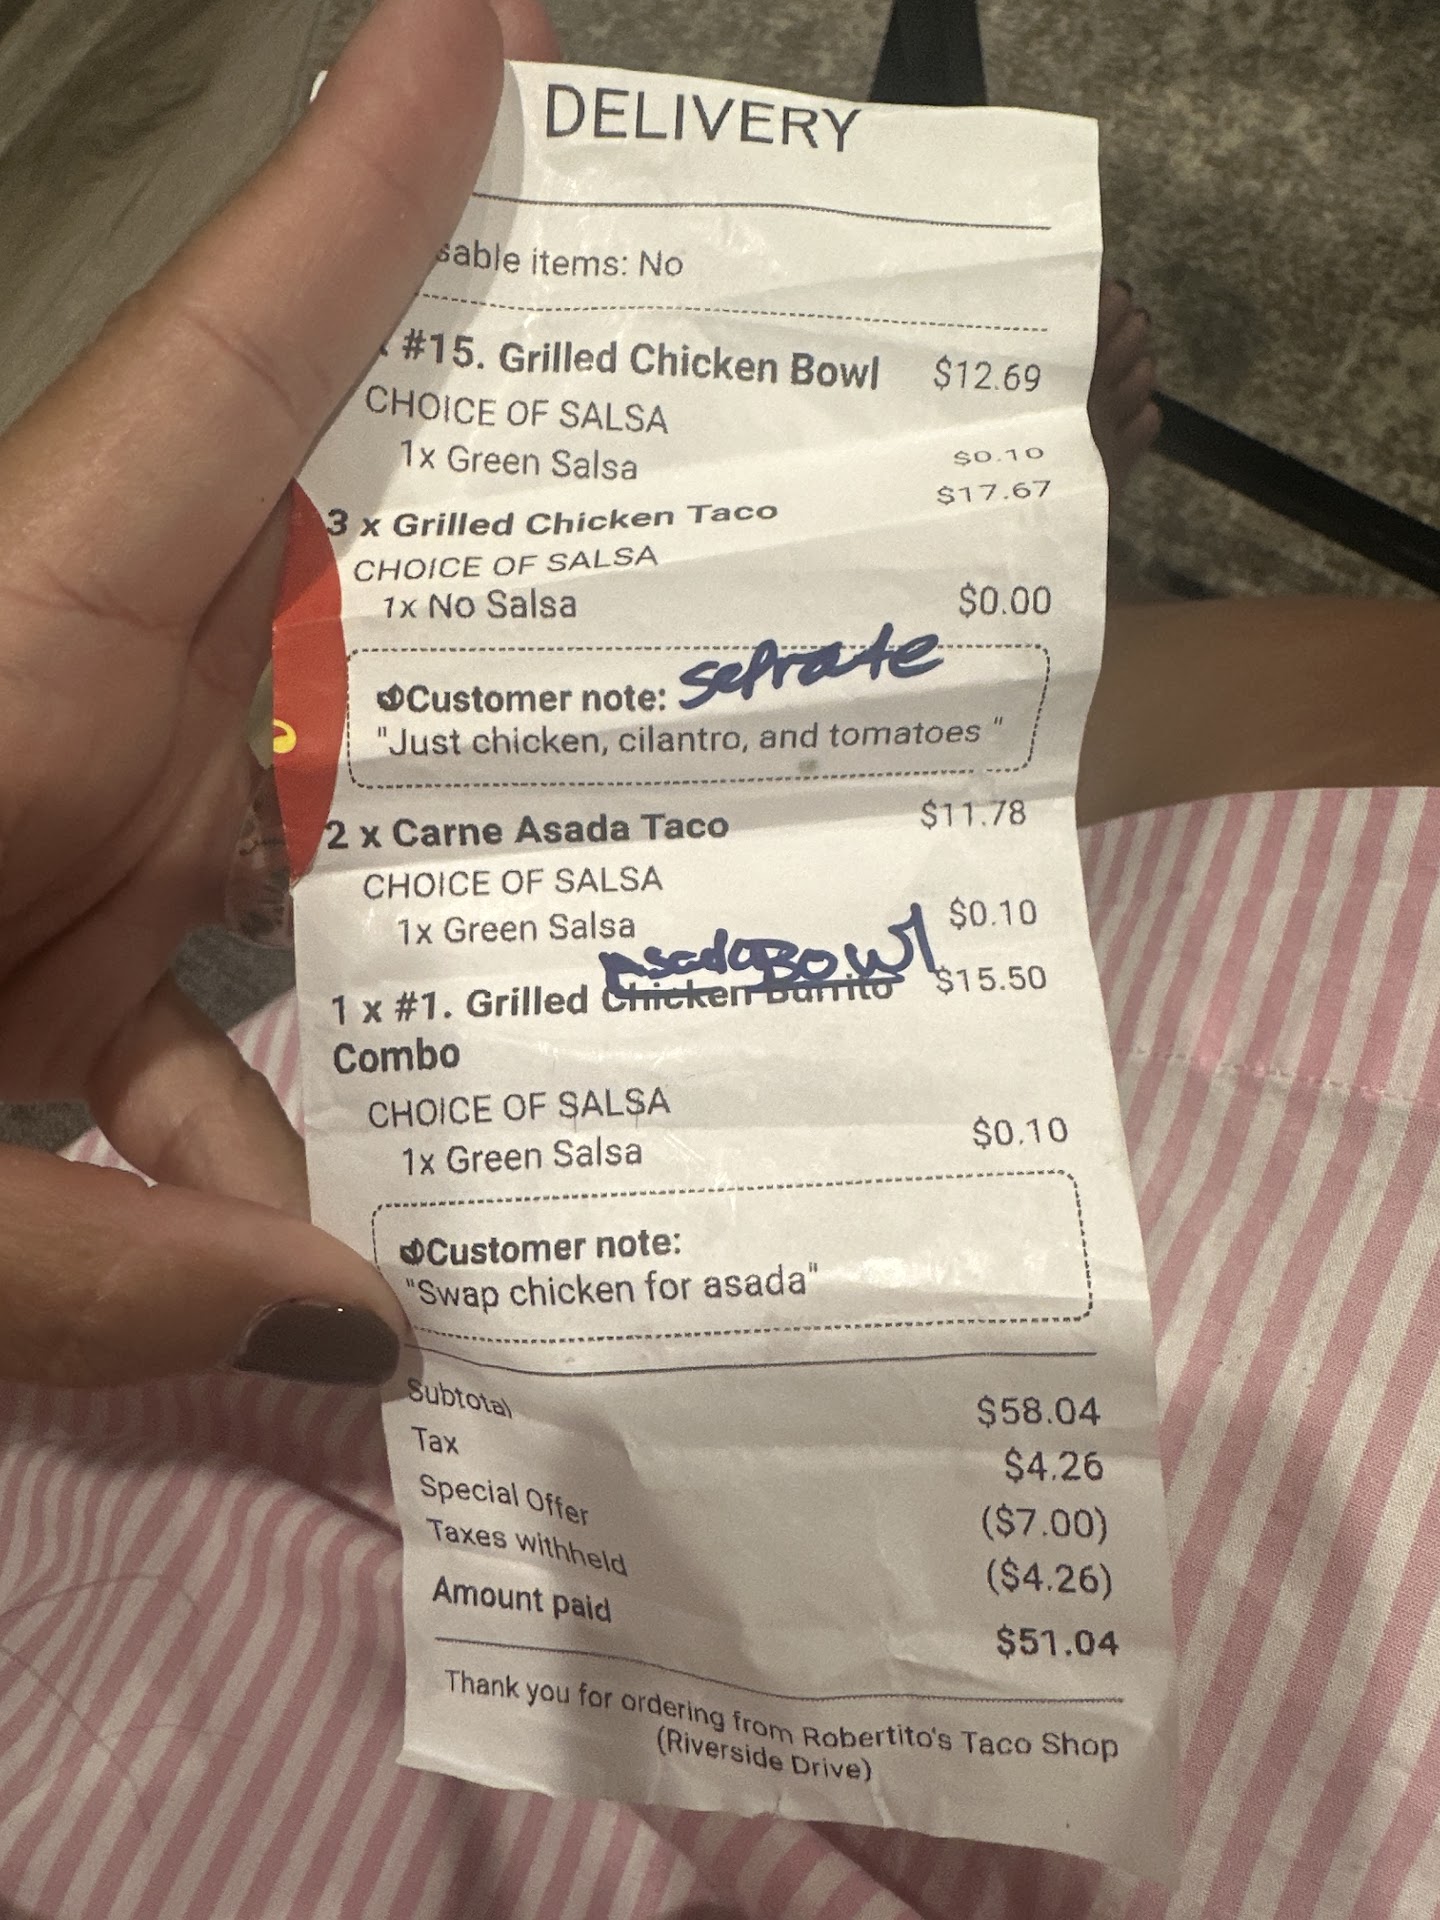 DELIVERY
sable items: No
#15. Grilled Chicken Bowl $12.69
CHOICE OF SALSA
1x Green Salsa $0.10
3 x Grilled Chicken Taco $17.67
CHOICE OF SALSA
1x No Salsa $0.00
Sefrate
Customer note:
"Just chicken, cilantro, and tomatoes "
2 x Carne Asada Taco $11.78
CHOICE OF SALSA
1x Green Salsa $0.10
Asada BOWl
1 x #1. Grilled Chicken Burrito $15.50
Combo
CHOICE OF SALSA
1x Green Salsa $0.10
Customer note:
"Swap chicken for asada"
Subtotal $58.04
Tax $4.26
Special Offer ($7.00)
Taxes withheld ($4.26)
Amount paid $51.04
Thank you for ordering from Robertito's Taco Shop
(Riverside Drive)